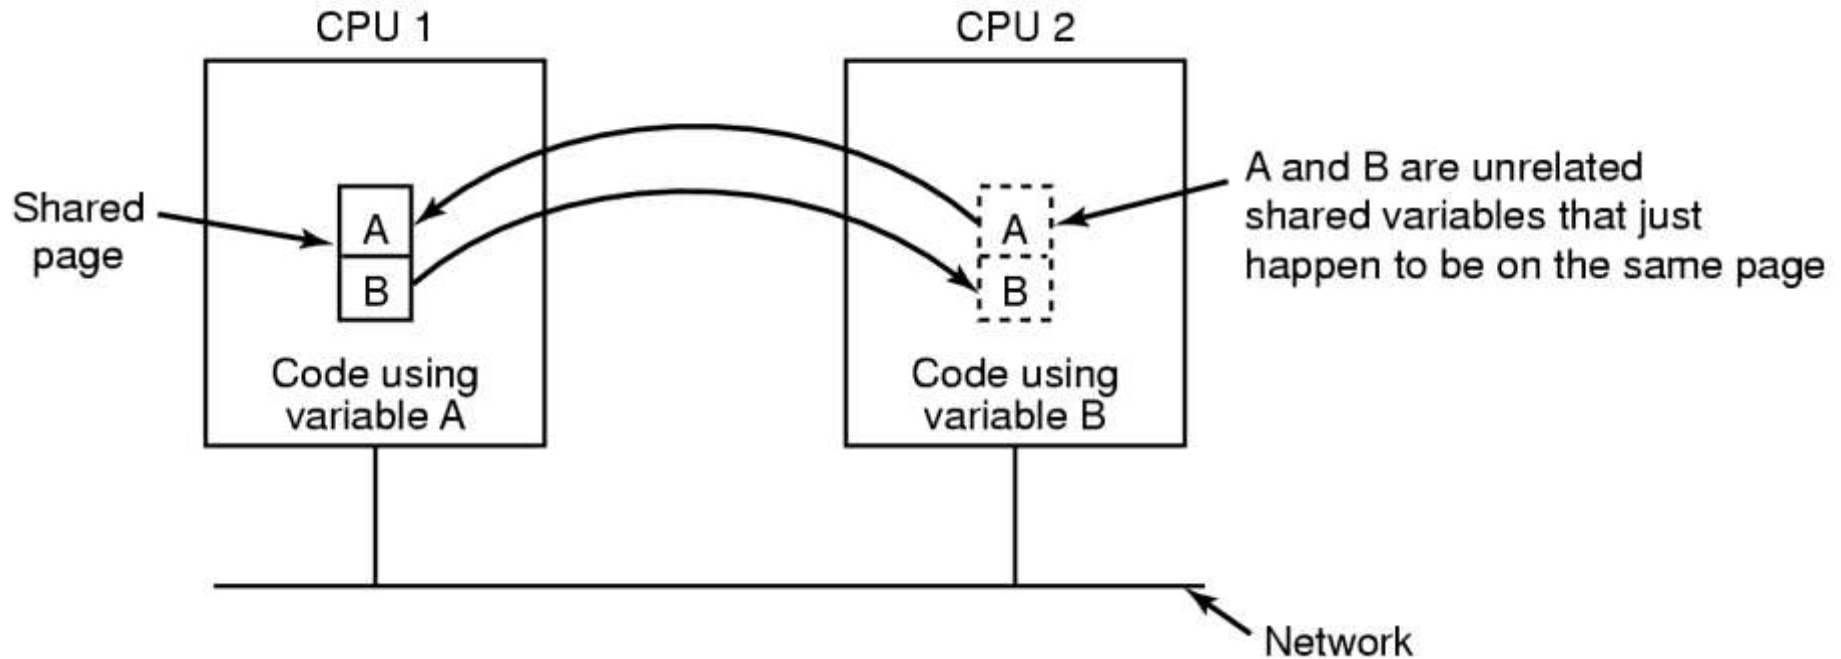 CPU 1
CPU 2
Shared
page
A
B
A
B
A and B are unrelated
shared variables that just
happen to be on the same page
Code using
variable A
Code using
variable B
Network